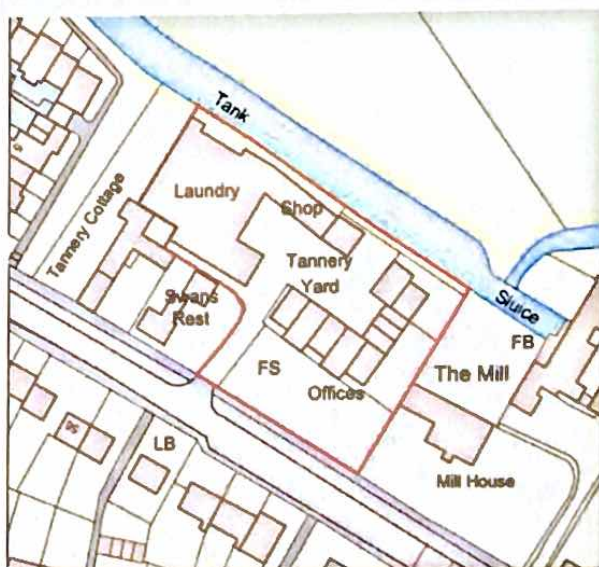 Tank
Laundry
Shop
Tannery Cottage
Tannery
Yard
Swans
Rest
Sluice
FB
The Mill
FS
Offices
LB
Mill House